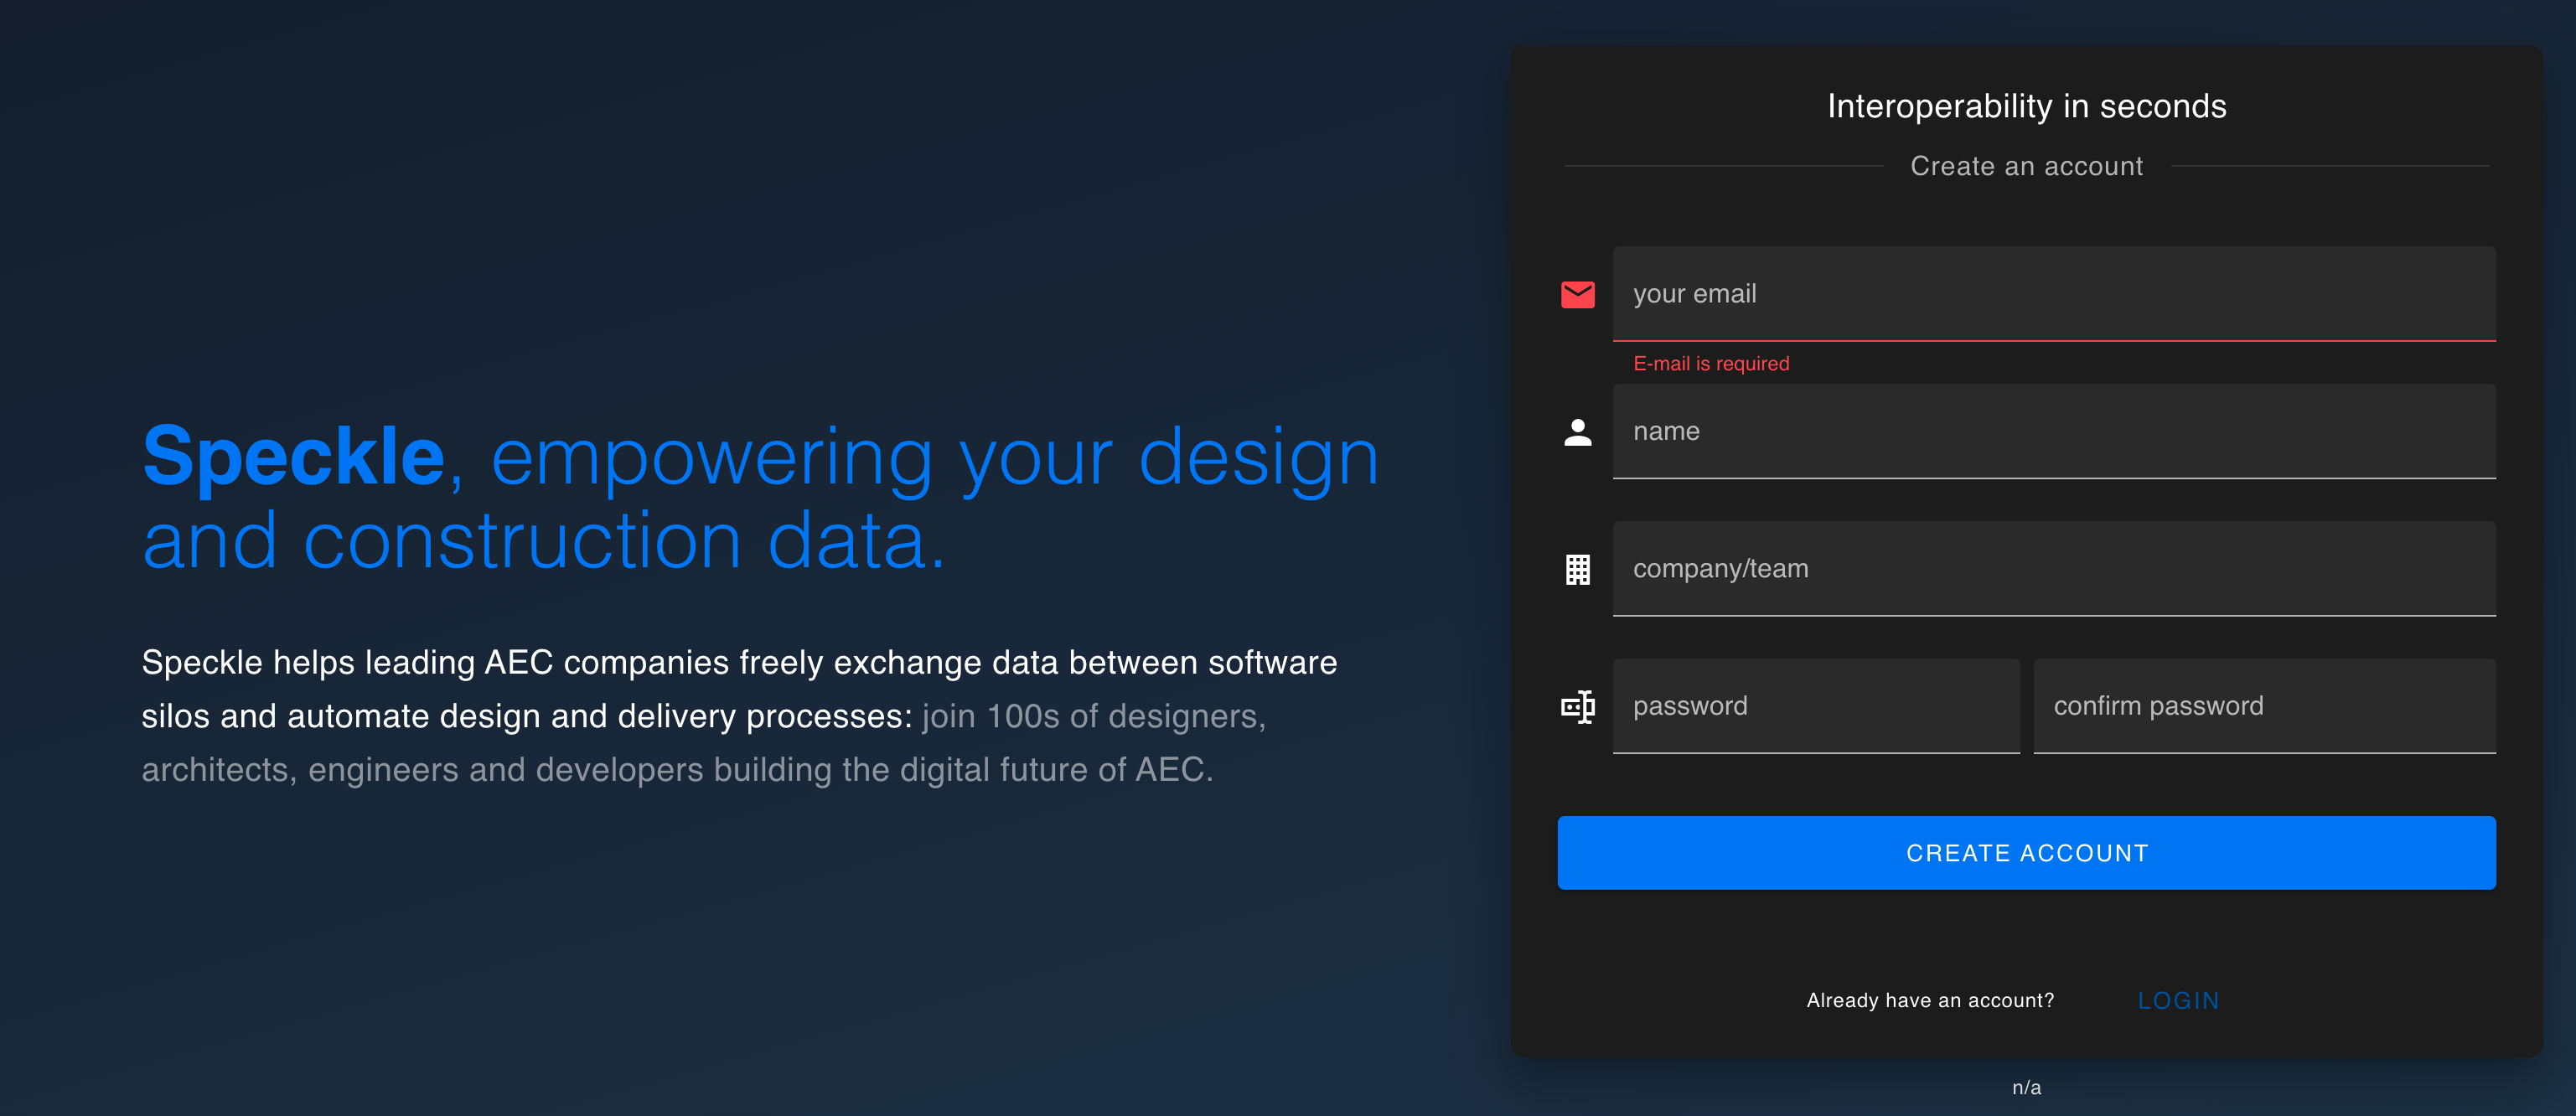 Speckle, empowering your design
and construction data.
Speckle helps leading AEC companies freely exchange data between software
silos and automate design and delivery processes: join 100s of designers,
architects, engineers and developers building the digital future of AEC.
Interoperability in seconds
Create an account
your email
E-mail is required
name
company/team
password
confirm password
CREATE ACCOUNT
Already have an account? LOGIN
n/a